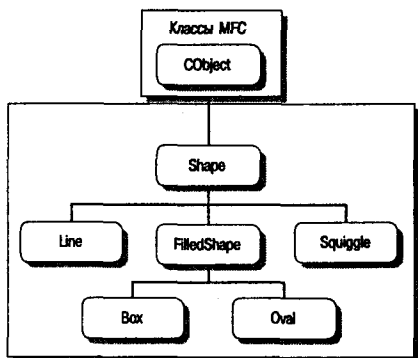 Классы MFC
CObject
Shape
Line
FilledShape
Squiggle
Box
Oval